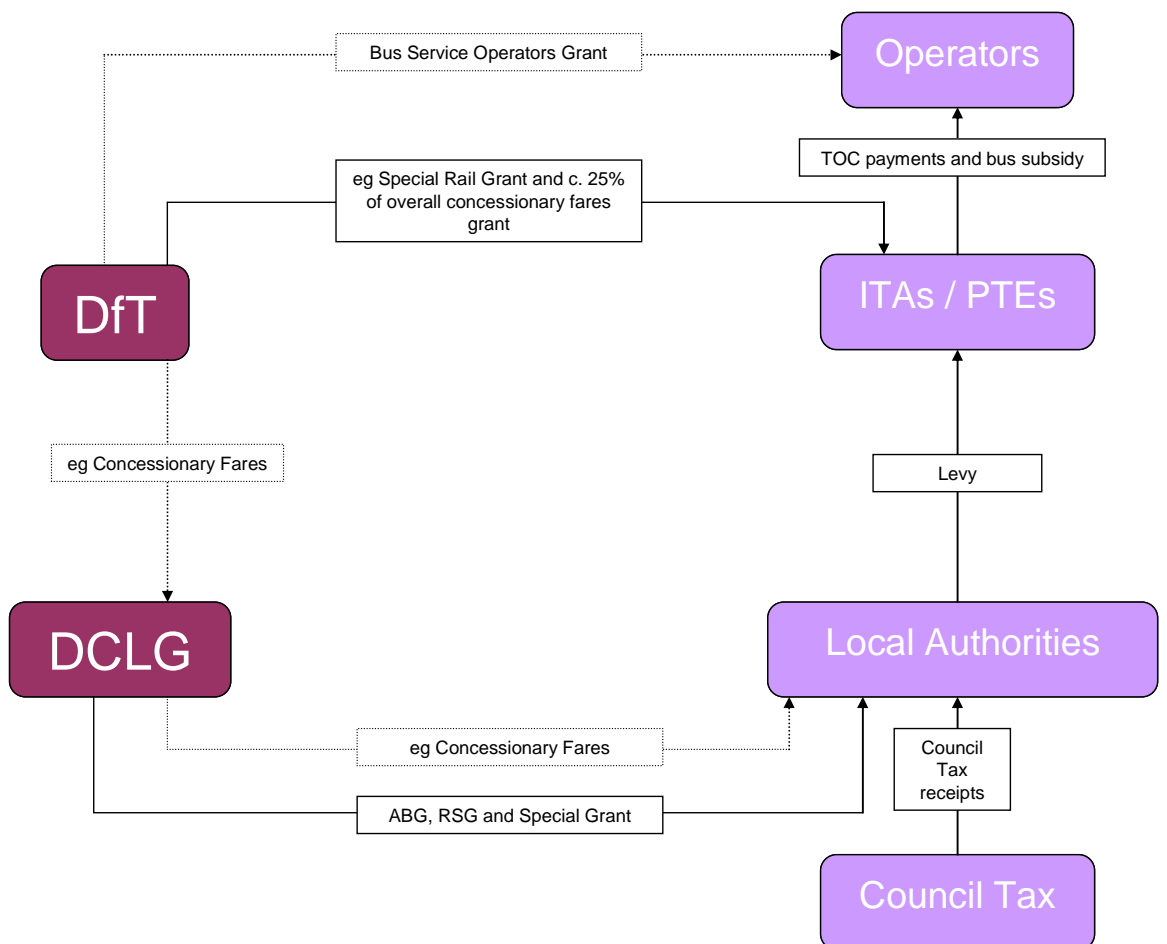 Bus Service Operators Grant
Operators
TOC payments and bus subsidy
eg Special Rail Grant and c. 25%
of overall concessionary fares
grant
DfT
ITAs / PTEs
eg Concessionary Fares
Levy
DCLG
Local Authorities
eg Concessionary Fares
Council
Tax
receipts
ABG, RSG and Special Grant
Council Tax